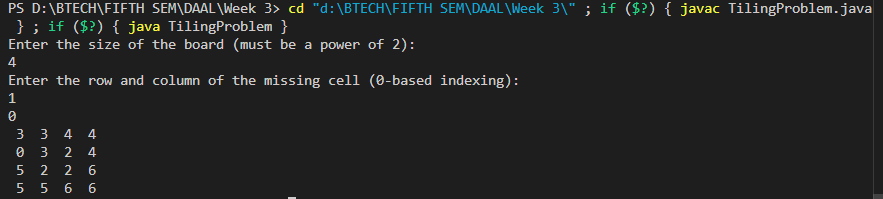 PS D:\BTECH\FIFTH SEM\DAAL\Week 3> cd "d:\BTECH\FIFTH SEM\DAAL\Week 3\" ; if ($?) { javac TilingProblem.java
 } ; if ($?) { java TilingProblem }
Enter the size of the board (must be a power of 2):
4
Enter the row and column of the missing cell (0-based indexing):
1
0
 3  3  4  4
 0  3  2  4
 5  2  2  6
 5  5  6  6